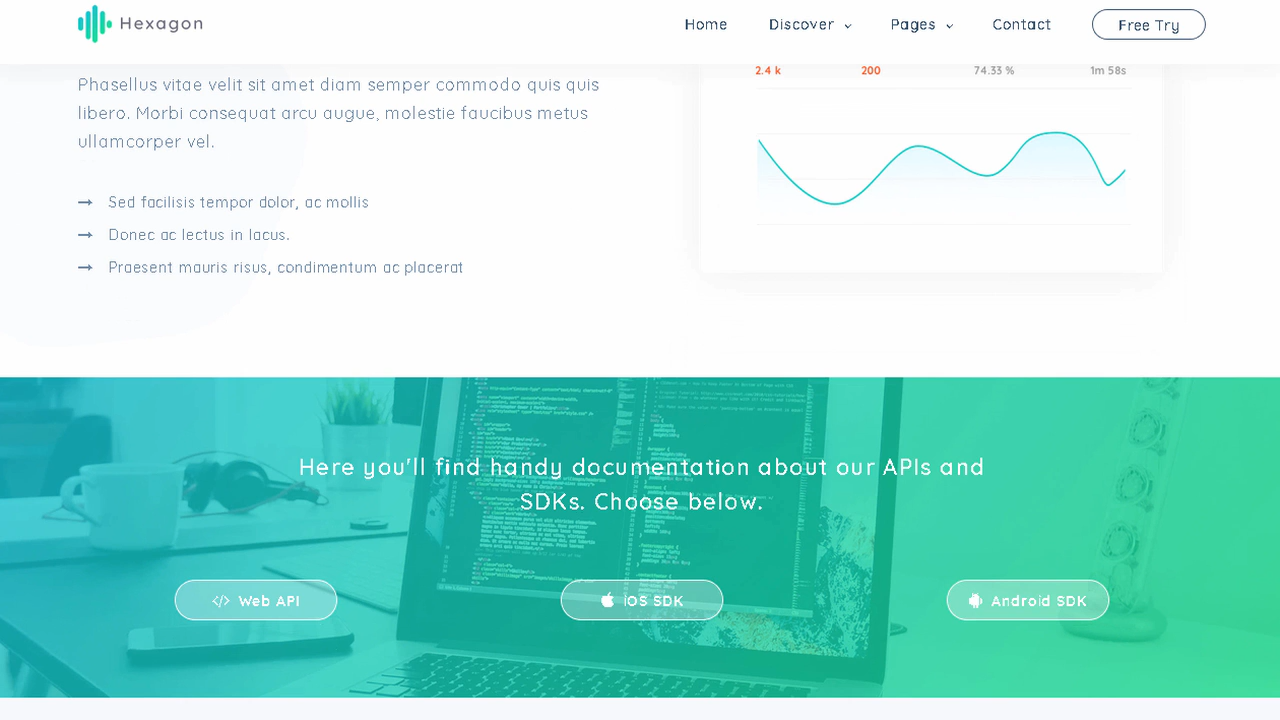 Hexagon
Home
Discover
Pages
Contact
Free Try
Phasellus vitae velit sit amet diam semper commodo quis quis
libero. Morbi consequat arcu augue, molestie faucibus metus
ullamcorper vel.
Sed facilisis tempor dolor, ac mollis
Donec ac lectus in lacus.
Praesent mauris risus, condimentum ac placerat
2.4 k
200
74.33 %
1m 58s
Here you'll find handy documentation about our APIs and
SDKs. Choose below.
Web API
iOS SDK
Android SDK